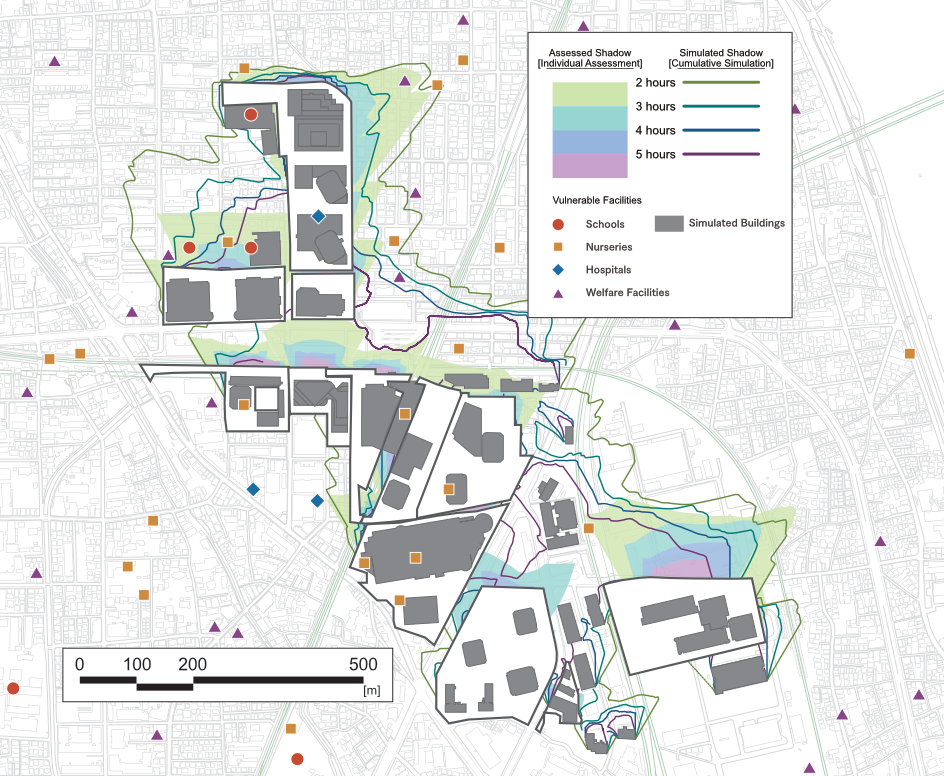 Assessed Shadow
[Individual Assessment]
Simulated Shadow
[Cumulative Simulation]
2 hours
3 hours
4 hours
5 hours
Vulnerable Facilities
Schools
Simulated Buildings
Nurseries
Hospitals
Welfare Facilities
0 100 200 500
[m]